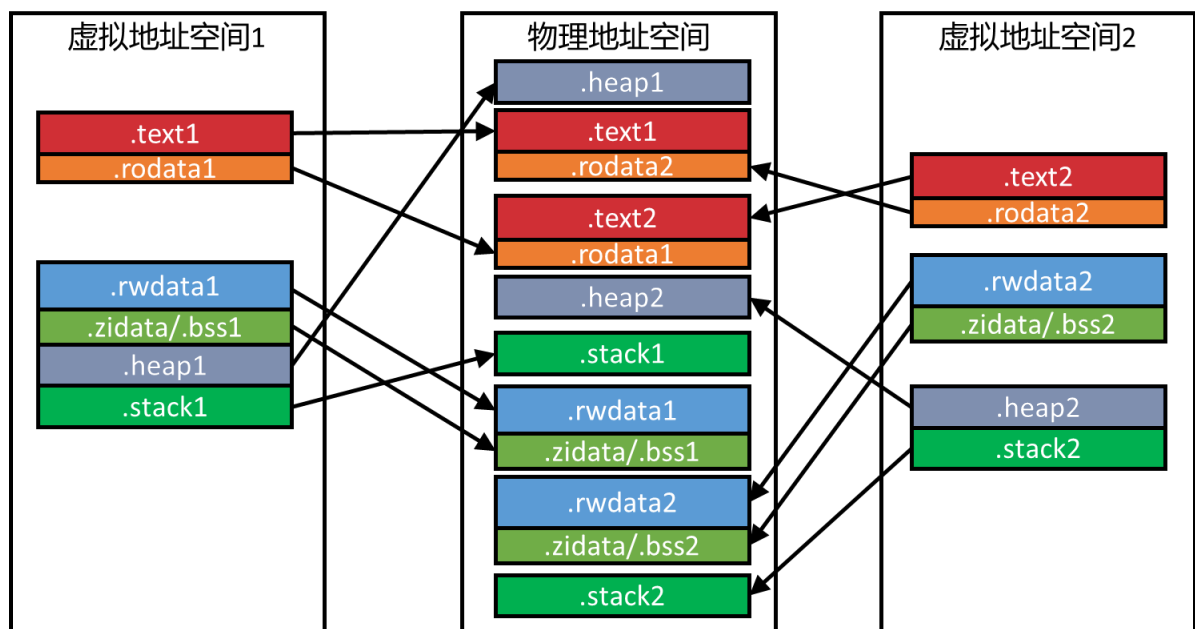 虚拟地址空间1
.text1
.rodata1
.rwdata1
.zidata/.bss1
.heap1
.stack1
物理地址空间
.heap1
.text1
.rodata2
.text2
.rodata1
.heap2
.stack1
.rwdata1
.zidata/.bss1
.rwdata2
.zidata/.bss2
.stack2
虚拟地址空间2
.text2
.rodata2
.rwdata2
.zidata/.bss2
.heap2
.stack2